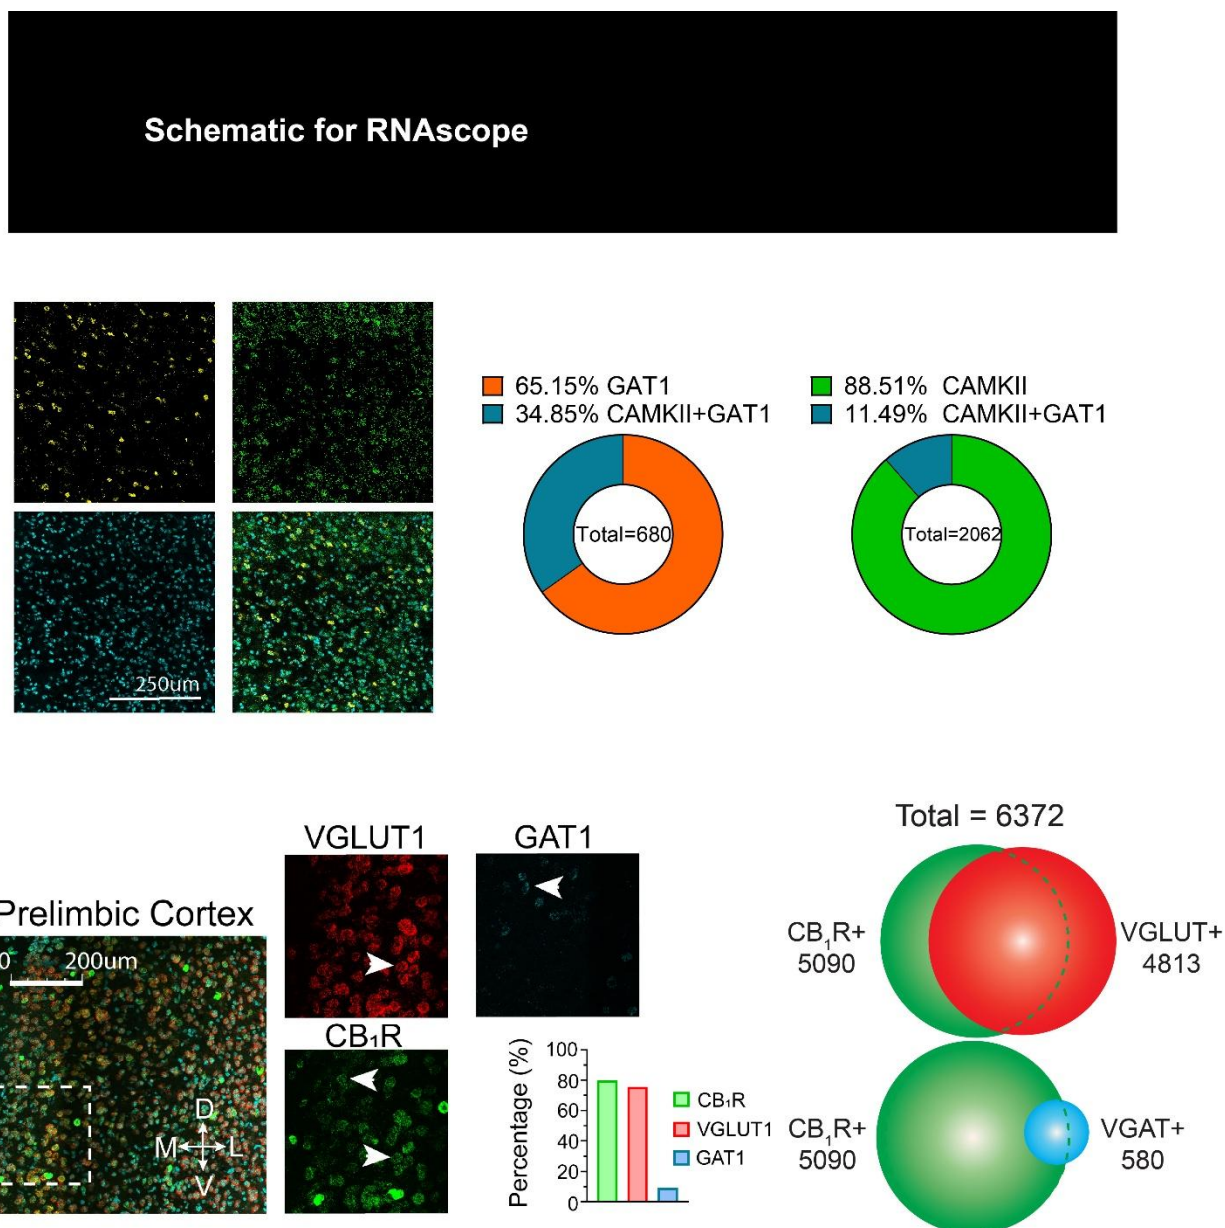 Schematic for RNAscope
65.15% GAT1
34.85% CAMKII+GAT1
Total=680
88.51% CAMKII
11.49% CAMKII+GAT1
Total=2062
250um
Prelimbic Cortex
0 200um
D
M L
V
VGLUT1
GAT1
CB₁R
Percentage (%)
100
80
60
40
20
0
CB₁R
VGLUT1
GAT1
Total = 6372
CB₁R+
5090
VGLUT+
4813
CB₁R+
5090
VGAT+
580